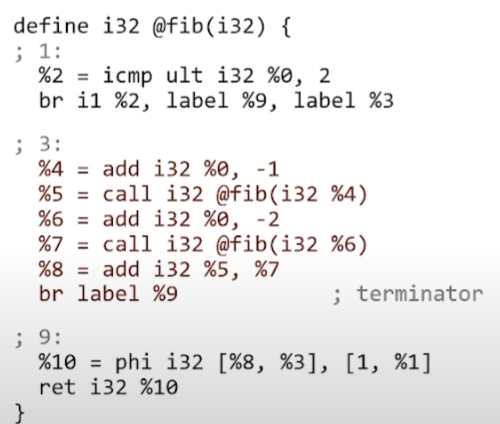 define i32 @fib(i32) {
; 1:
  %2 = icmp ult i32 %0, 2
  br i1 %2, label %9, label %3

; 3:
  %4 = add i32 %0, -1
  %5 = call i32 @fib(i32 %4)
  %6 = add i32 %0, -2
  %7 = call i32 @fib(i32 %6)
  %8 = add i32 %5, %7
  br label %9             ; terminator

; 9:
  %10 = phi i32 [%8, %3], [1, %1]
  ret i32 %10
}